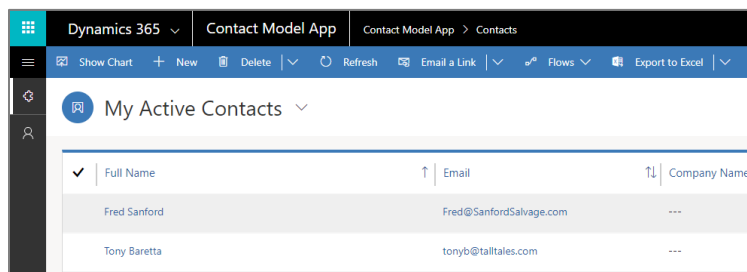 Dynamics 365 Contact Model App Contact Model App > Contacts
Show Chart New Delete Refresh Email a Link Flows Export to Excel
My Active Contacts
Full Name Email Company Name
Fred Sanford Fred@SanfordSalvage.com ---
Tony Baretta tonyb@talltales.com ---